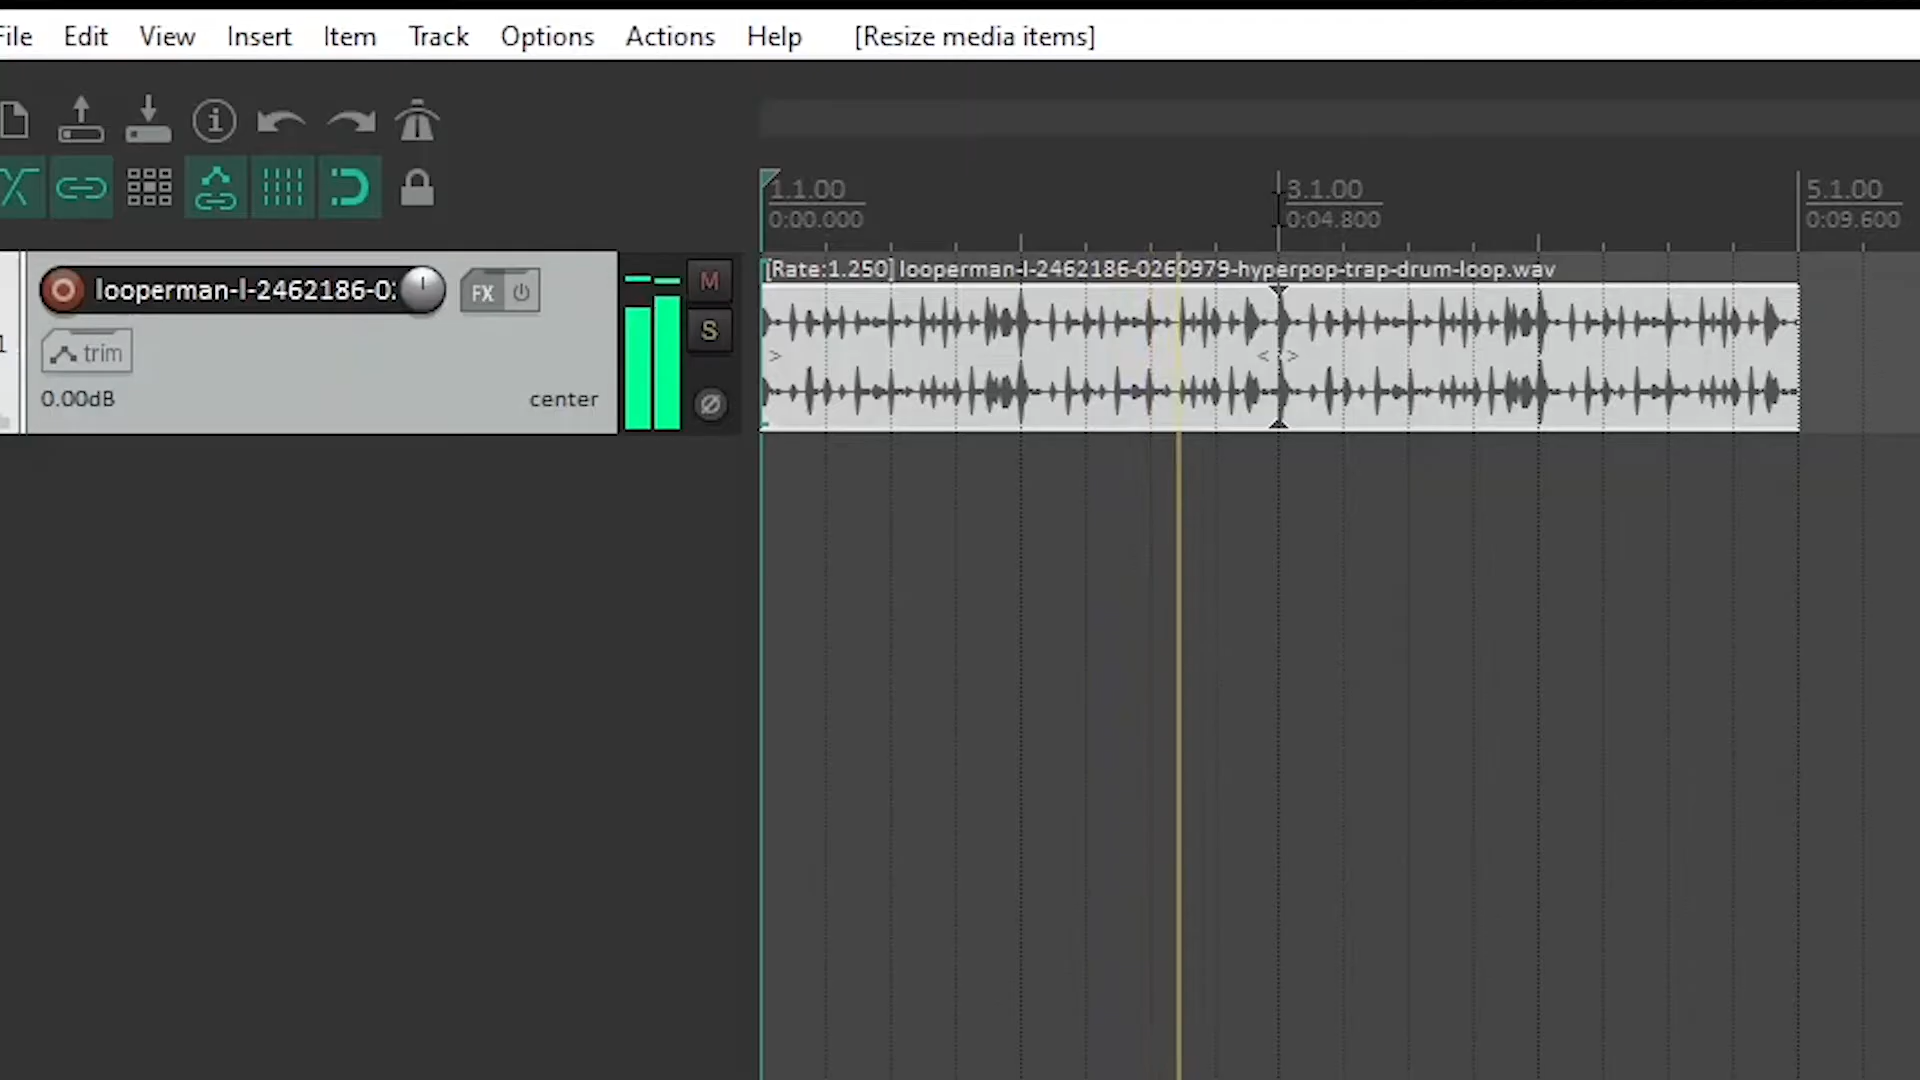 File Edit View Insert Item Track Options Actions Help [Resize media items]
1.1.00 3.1.00 5.1.00
0:00.000 0:04.800 0:09.600
[Rate:1.250] looperman-l-2462186-0260979-hyperpop-trap-drum-loop.wav
looperman-l-2462186-02 FX M
S
1
trim
0.00dB center